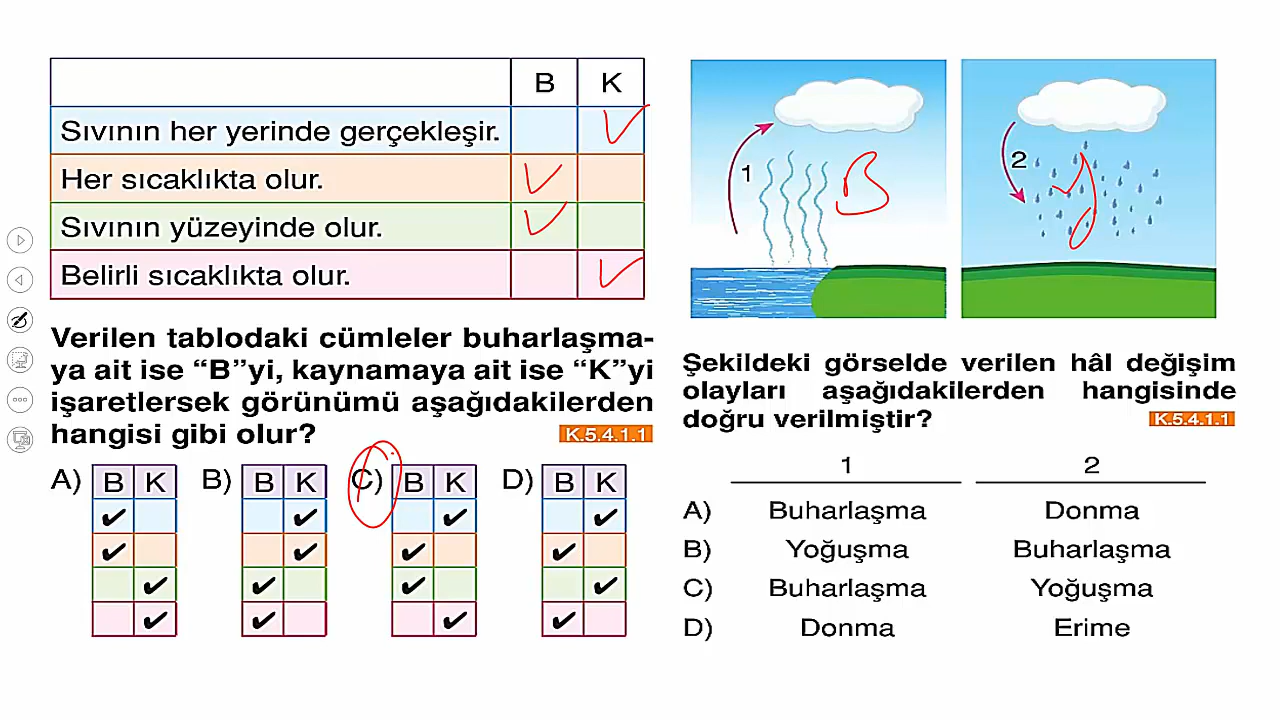 B K
Sıvının her yerinde gerçekleşir.
Her sıcaklıkta olur.
Sıvının yüzeyinde olur.
Belirli sıcaklıkta olur.
Verilen tablodaki cümleler buharlaşma-
ya ait ise “B”yi, kaynamaya ait ise “K”yi
işaretlersek görünümü aşağıdakilerden
hangisi gibi olur?
K.5.4.1.1
A) B K B) B K C) B K D) B K
1 B
2 y
Şekildeki görselde verilen hâl değişim
olayları aşağıdakilerden hangisinde
doğru verilmiştir?
K.5.4.1.1
1 2
A) Buharlaşma Donma
B) Yoğuşma Buharlaşma
C) Buharlaşma Yoğuşma
D) Donma Erime